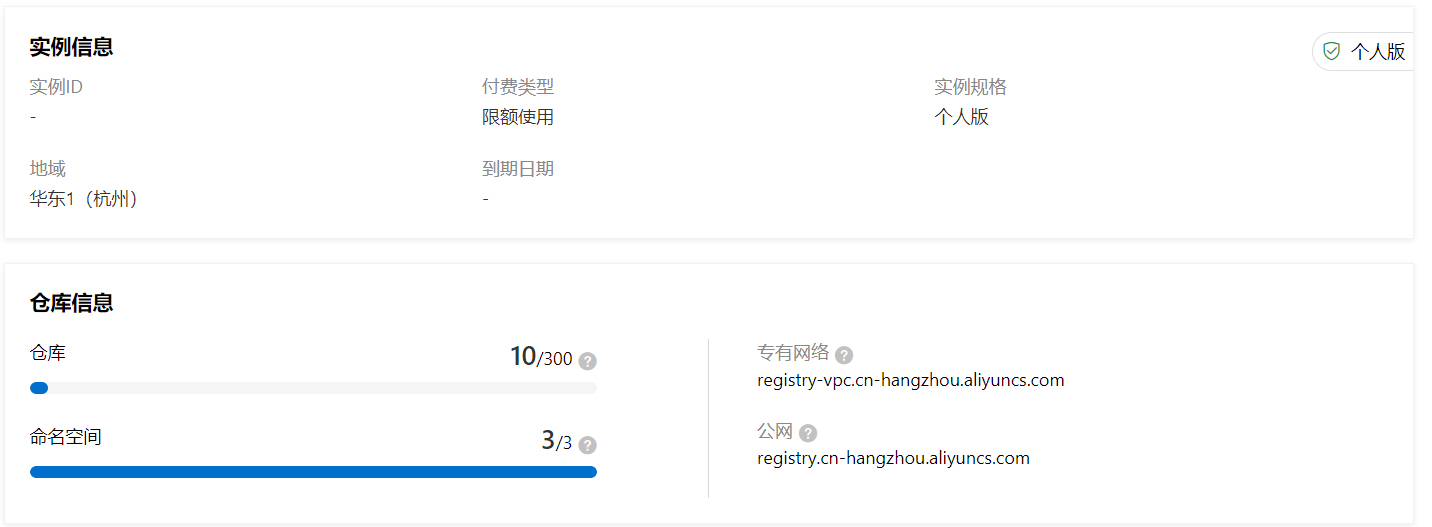 实例信息
个人版
实例ID
付费类型
实例规格
-
限额使用
个人版
地域
到期日期
华东1（杭州）
-
仓库信息
仓库
10/300 ?
命名空间
3/3 ?
专有网络 ?
registry-vpc.cn-hangzhou.aliyuncs.com
公网 ?
registry.cn-hangzhou.aliyuncs.com